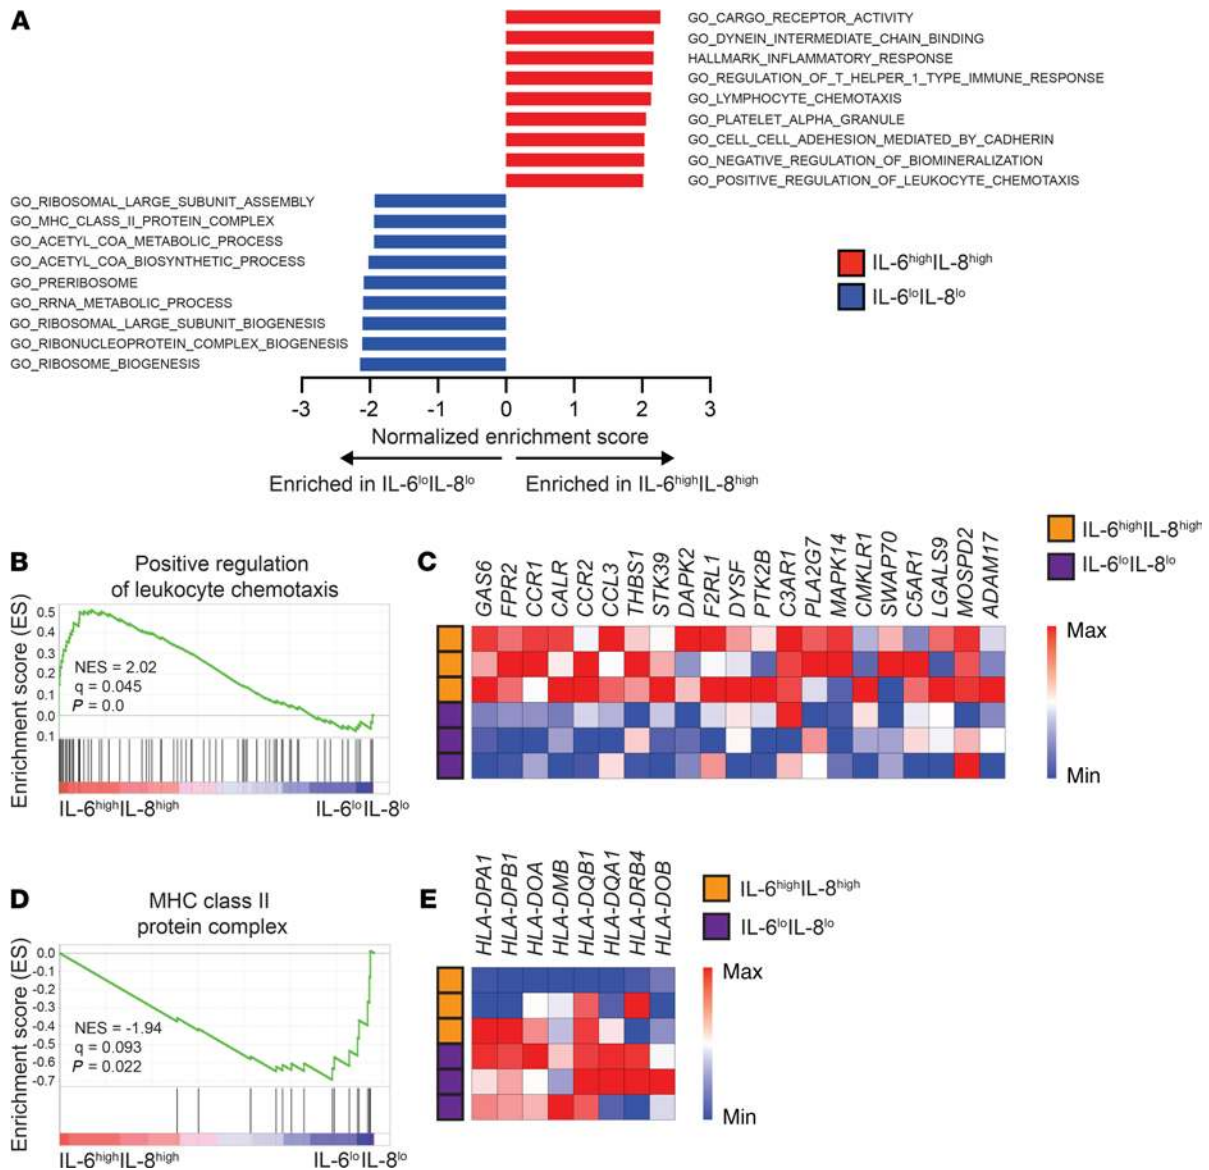 A
GO_CARGO_RECEPTOR_ACTIVITY
GO_DYNEIN_INTERMEDIATE_CHAIN_BINDING
HALLMARK_INFLAMMATORY_RESPONSE
GO_REGULATION_OF_T_HELPER_1_TYPE_IMMUNE_RESPONSE
GO_LYMPHOCYTE_CHEMOTAXIS
GO_PLATELET_ALPHA_GRANULE
GO_CELL_CELL_ADEHESION_MEDIATED_BY_CADHERIN
GO_NEGATIVE_REGULATION_OF_BIOMINERALIZATION
GO_POSITIVE_REGULATION_OF_LEUKOCYTE_CHEMOTAXIS
GO_RIBOSOMAL_LARGE_SUBUNIT_ASSEMBLY
GO_MHC_CLASS_II_PROTEIN_COMPLEX
GO_ACETYL_COA_METABOLIC_PROCESS
GO_ACETYL_COA_BIOSYNTHETIC_PROCESS
GO_PRERIBOSOME
GO_RRNA_METABOLIC_PROCESS
GO_RIBOSOMAL_LARGE_SUBUNIT_BIOGENESIS
GO_RIBONUCLEOPROTEIN_COMPLEX_BIOGENESIS
GO_RIBOSOME_BIOGENESIS
IL-6highIL-8high
IL-6loIL-8lo
-3 -2 -1 0 1 2 3
Normalized enrichment score
Enriched in IL-6loIL-8lo
Enriched in IL-6highIL-8high
B
Positive regulation
of leukocyte chemotaxis
Enrichment score (ES)
0.5
0.4
0.3
0.2
0.1
0.0
0.1
NES = 2.02
q = 0.045
P = 0.0
IL-6highIL-8high
IL-6loIL-8lo
C
GAS6
FPR2
CCR1
CALR
CCR2
CCL3
THBS1
STK39
DAPK2
F2RL1
DYSF
PTK2B
C3AR1
PLA2G7
MAPK14
CMKLR1
SWAP70
C5AR1
LGALS9
MOSPD2
ADAM17
IL-6highIL-8high
IL-6loIL-8lo
Max
Min
D
MHC class II
protein complex
Enrichment score (ES)
0.0
-0.1
-0.2
-0.3
-0.4
-0.5
-0.6
-0.7
NES = -1.94
q = 0.093
P = 0.022
IL-6highIL-8high
IL-6loIL-8lo
E
HLA-DPA1
HLA-DPB1
HLA-DOA
HLA-DMB
HLA-DQB1
HLA-DQA1
HLA-DRB4
HLA-DOB
IL-6highIL-8high
IL-6loIL-8lo
Max
Min